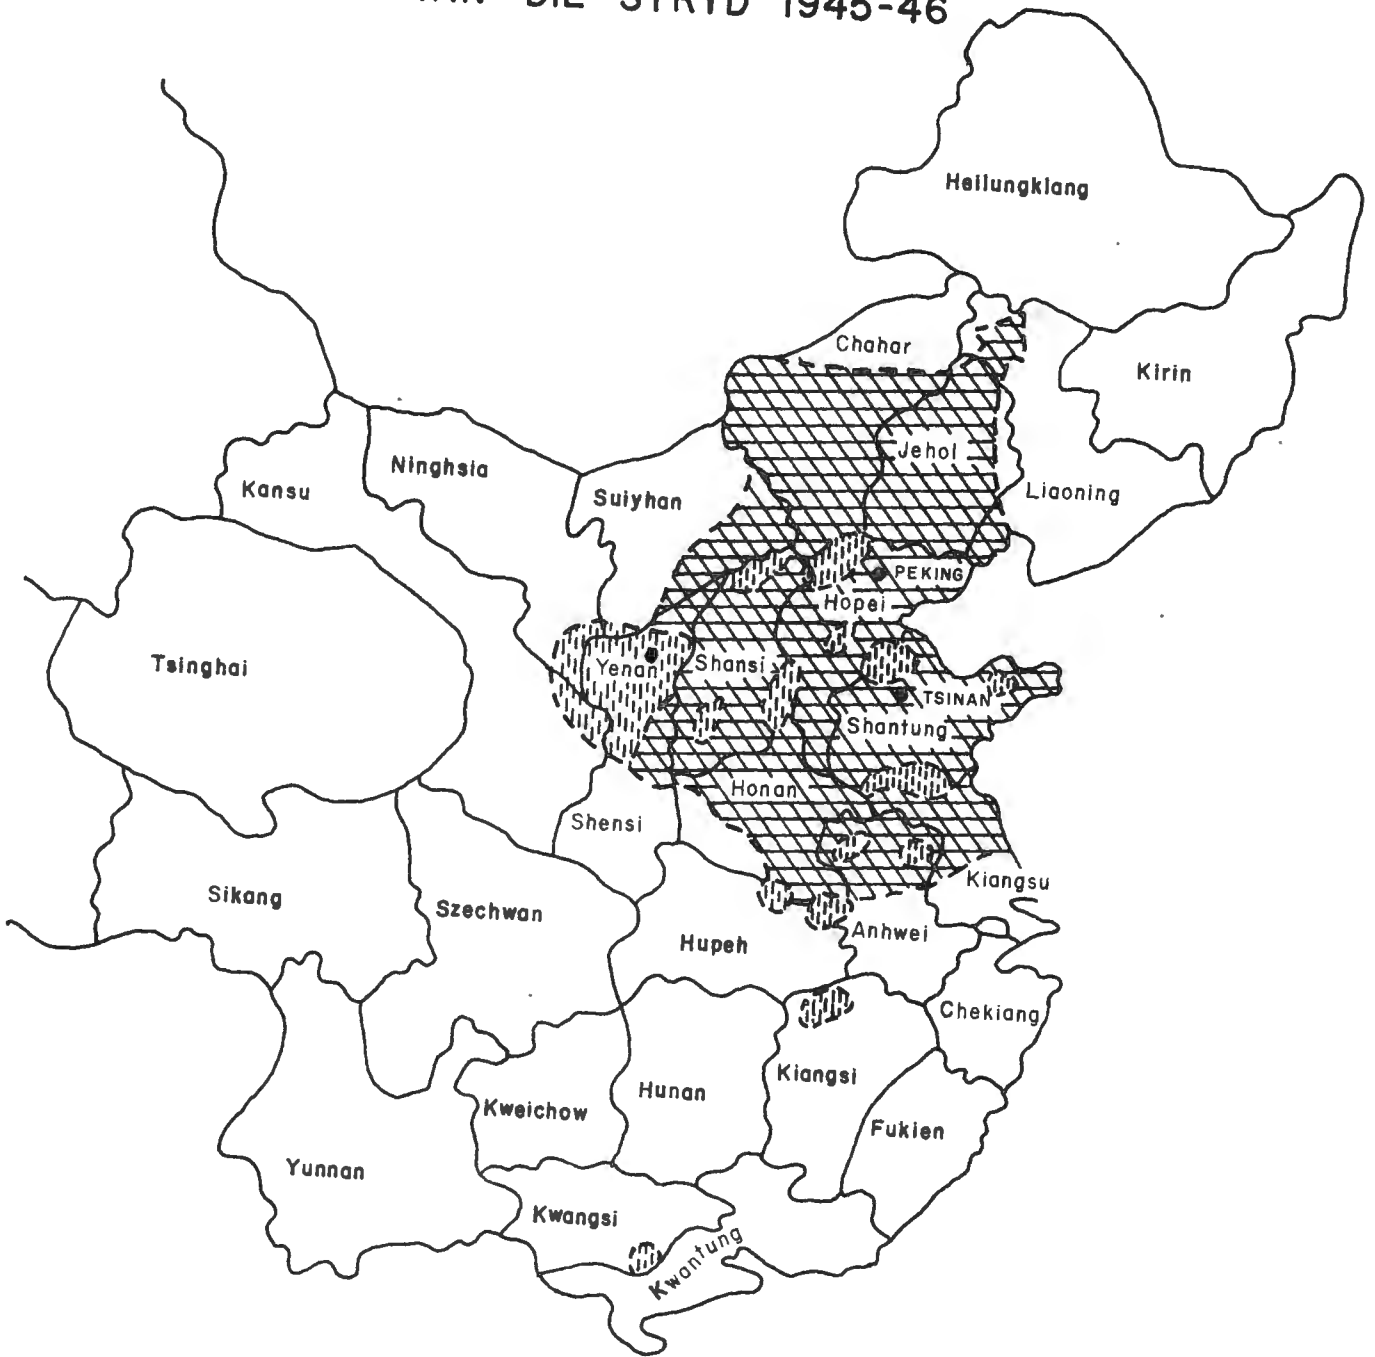 DIE STRYD 1945-46
Heilungkiang
Chahar
Kirin
Jehol
Ninghsia
Kansu
Suiyhan
Liaoning
PEKING
Hopei
Tsinghai
Yenan
Shansi
TSINAN
Shantung
Honan
Shensi
Kiangsu
Sikang
Szechwan
Anhwei
Hupeh
Chekiang
Kiangsi
Hunan
Kweichow
Fukien
Yunnan
Kwangsi
Kwantung